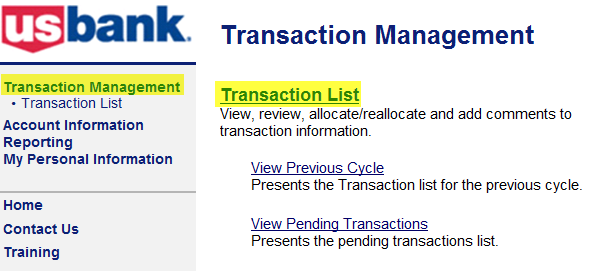 usbank.
Transaction Management
• Transaction List
Account Information
Reporting
My Personal Information
Home
Contact Us
Training
Transaction Management
Transaction List
View, review, allocate/reallocate and add comments to
transaction information.
View Previous Cycle
Presents the Transaction list for the previous cycle.
View Pending Transactions
Presents the pending transactions list.